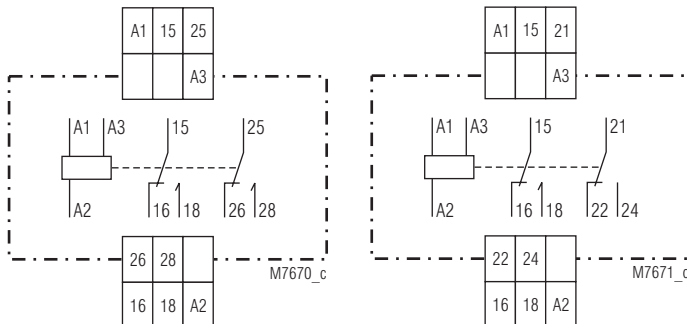 A1 15 25
A3
A1 A3 15 25
A2 16 18 26 28
26 28
M7670_c
16 18 A2
A1 15 21
A3
A1 A3 15 21
A2 16 18 22 24
22 24
M7671_c
16 18 A2